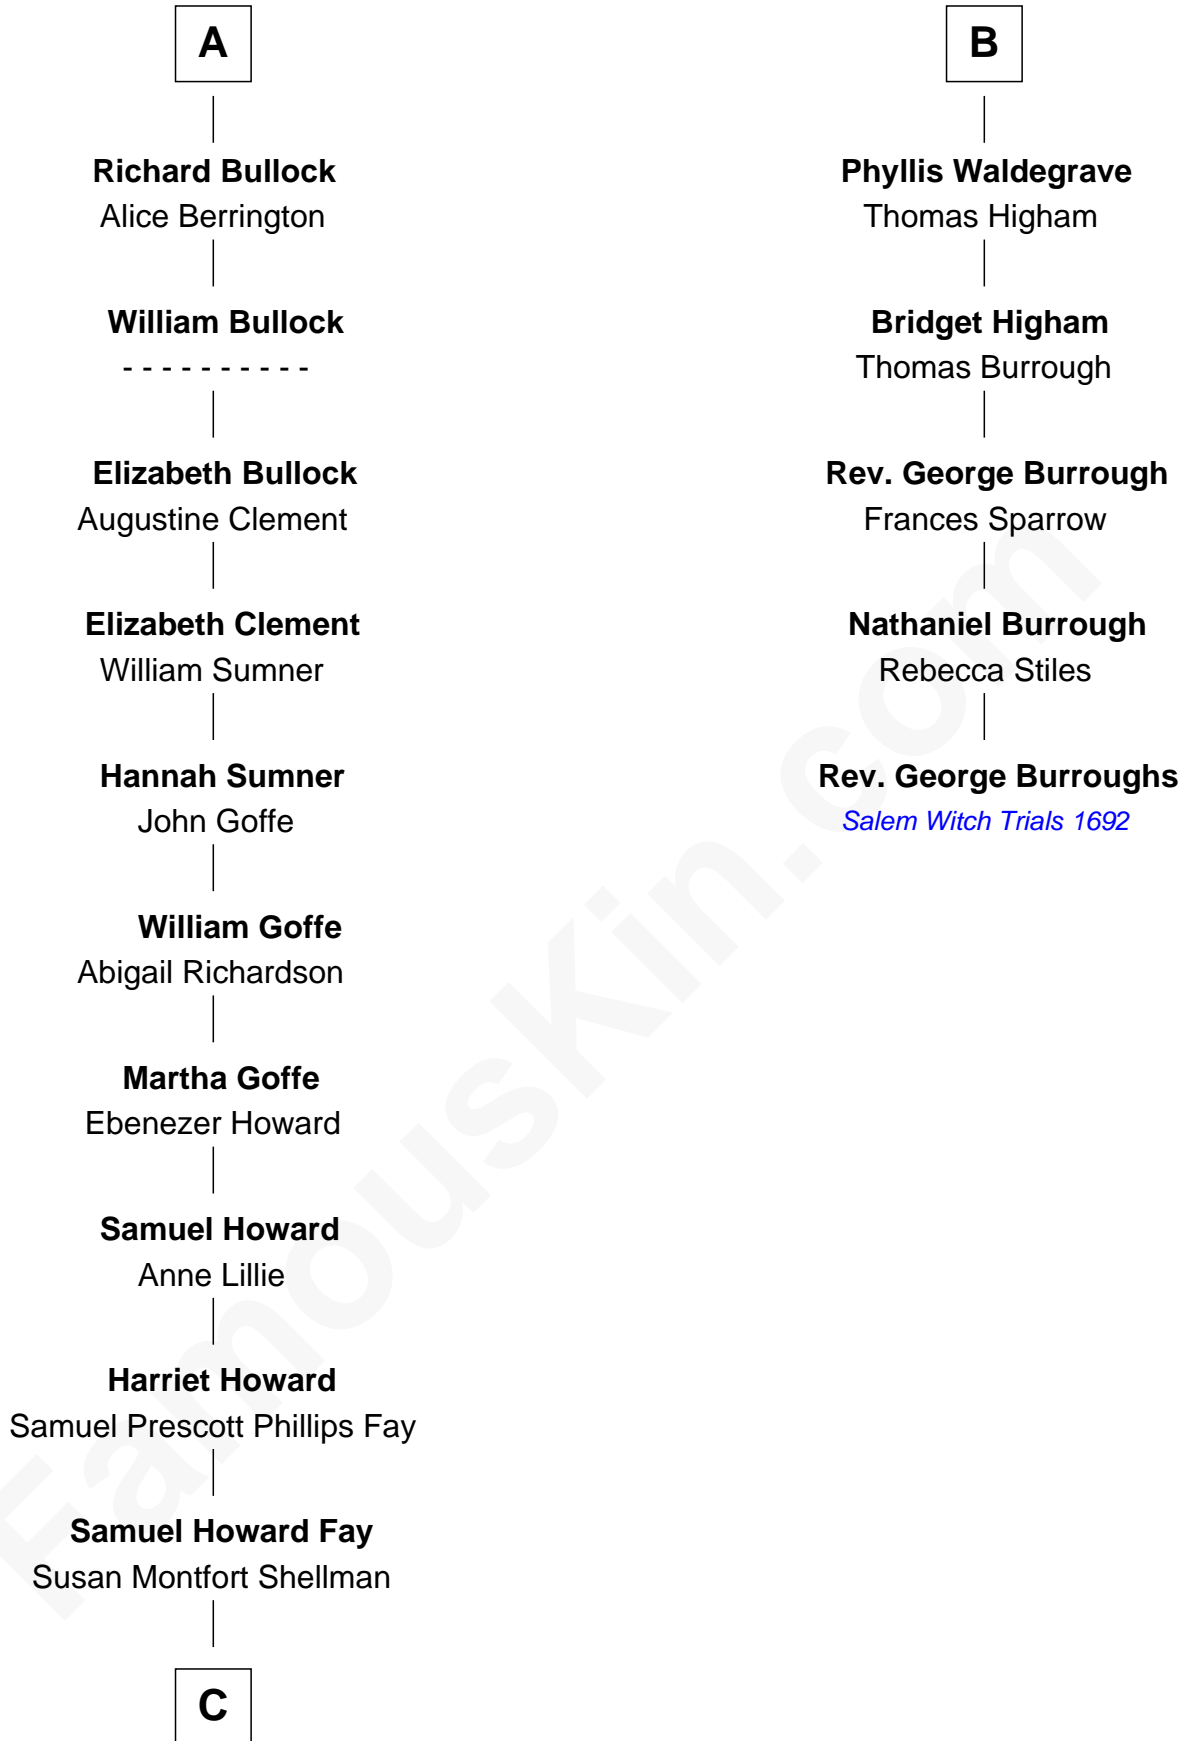 A
Richard Bullock
Alice Berrington
William Bullock
- - - - - - - - - -
Elizabeth Bullock
Augustine Clement
Elizabeth Clement
William Sumner
Hannah Sumner
John Goffe
William Goffe
Abigail Richardson
Martha Goffe
Ebenezer Howard
Samuel Howard
Anne Lillie
Harriet Howard
Samuel Prescott Phillips Fay
Samuel Howard Fay
Susan Montfort Shellman
C
B
Phyllis Waldegrave
Thomas Higham
Bridget Higham
Thomas Burrough
Rev. George Burrough
Frances Sparrow
Nathaniel Burrough
Rebecca Stiles
Rev. George Burroughs
Salem Witch Trials 1692
FamousKin.com